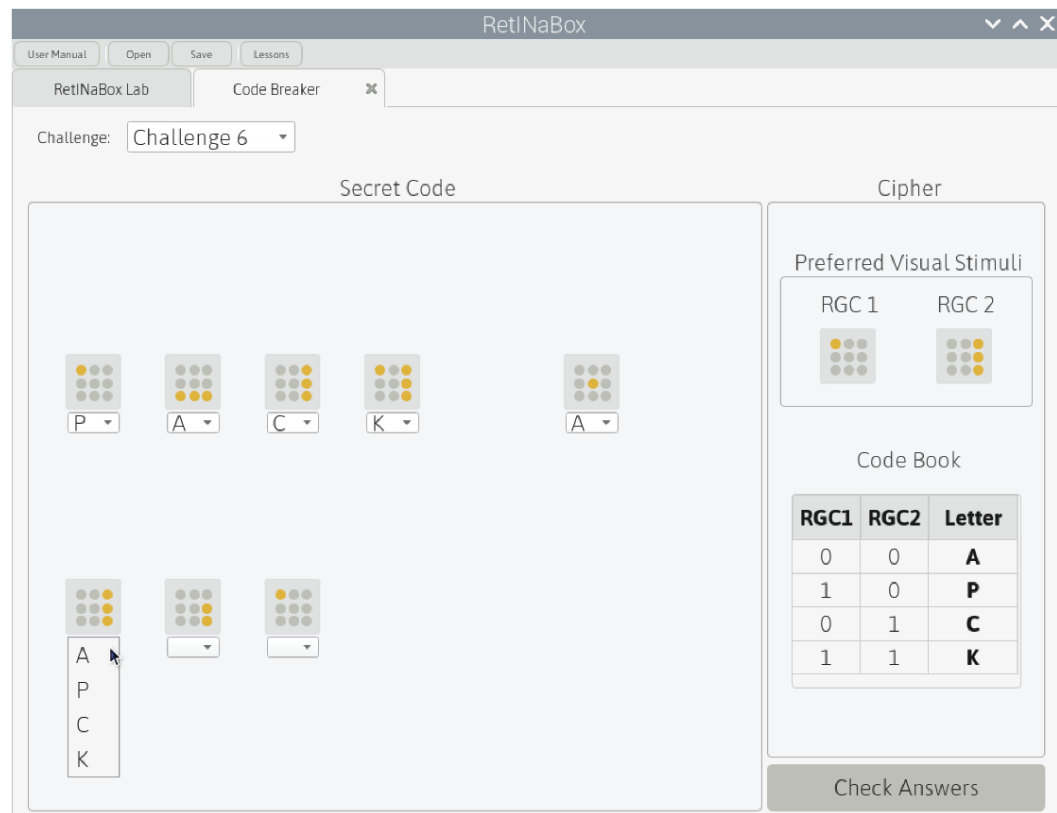 RetINaBox
User Manual Open Save Lessons
RetINaBox Lab Code Breaker
Challenge: Challenge 6
Secret Code
P A C K A
A
P
C
K
Cipher
Preferred Visual Stimuli
RGC 1 RGC 2
Code Book
RGC1 RGC2 Letter
0 0 A
1 0 P
0 1 C
1 1 K
Check Answers